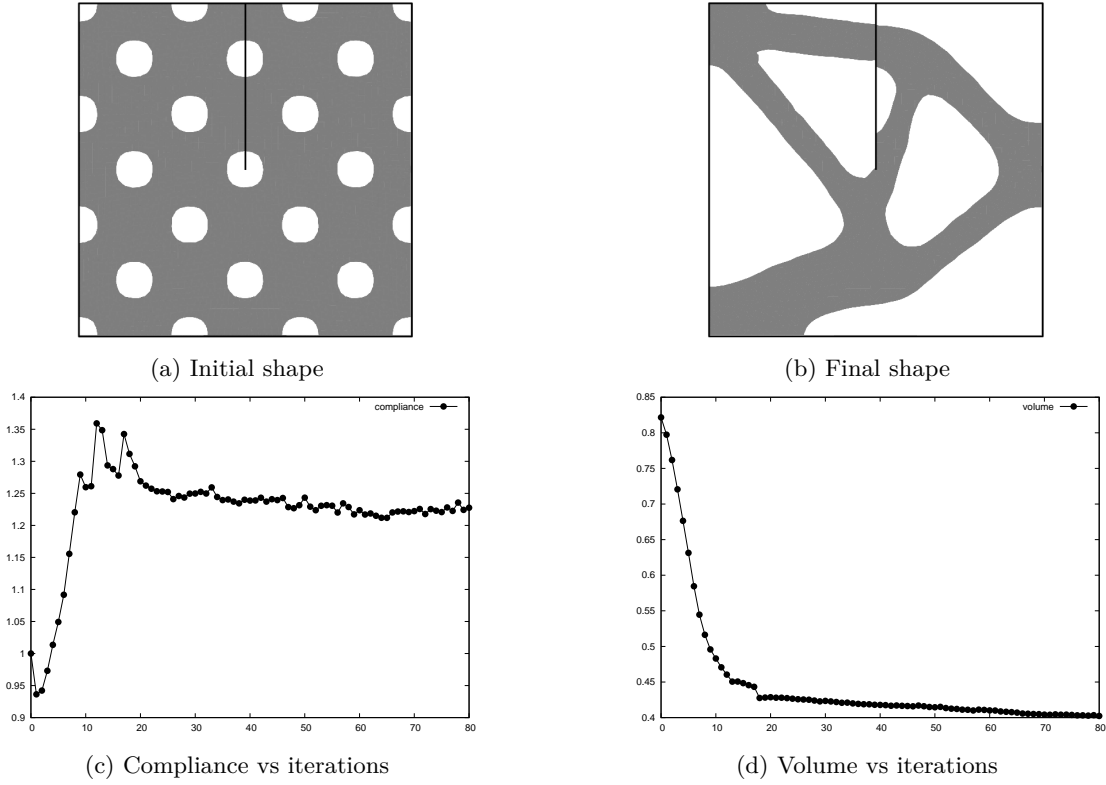 (a) Initial shape
(b) Final shape
1.4
1.35
1.3
1.25
1.2
1.15
1.1
1.05
1
0.95
0.9
0 10 20 30 40 50 60 70 80
compliance
(c) Compliance vs iterations
0.85
0.8
0.75
0.7
0.65
0.6
0.55
0.5
0.45
0.4
0 10 20 30 40 50 60 70 80
volume
(d) Volume vs iterations